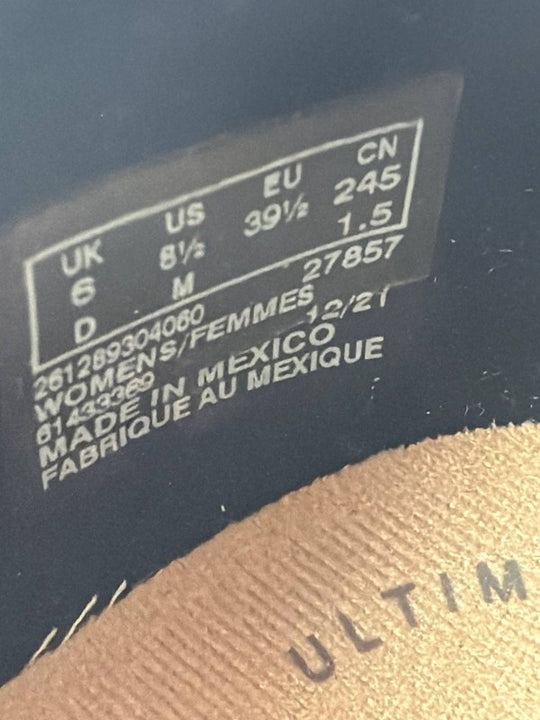 UK US EU CN
6 8½ 39½ 245
D M 1.5
261289304060 27857
WOMENS/FEMMES 12/21
61433369
MADE IN MEXICO
FABRIQUE AU MEXIQUE
ULTIM